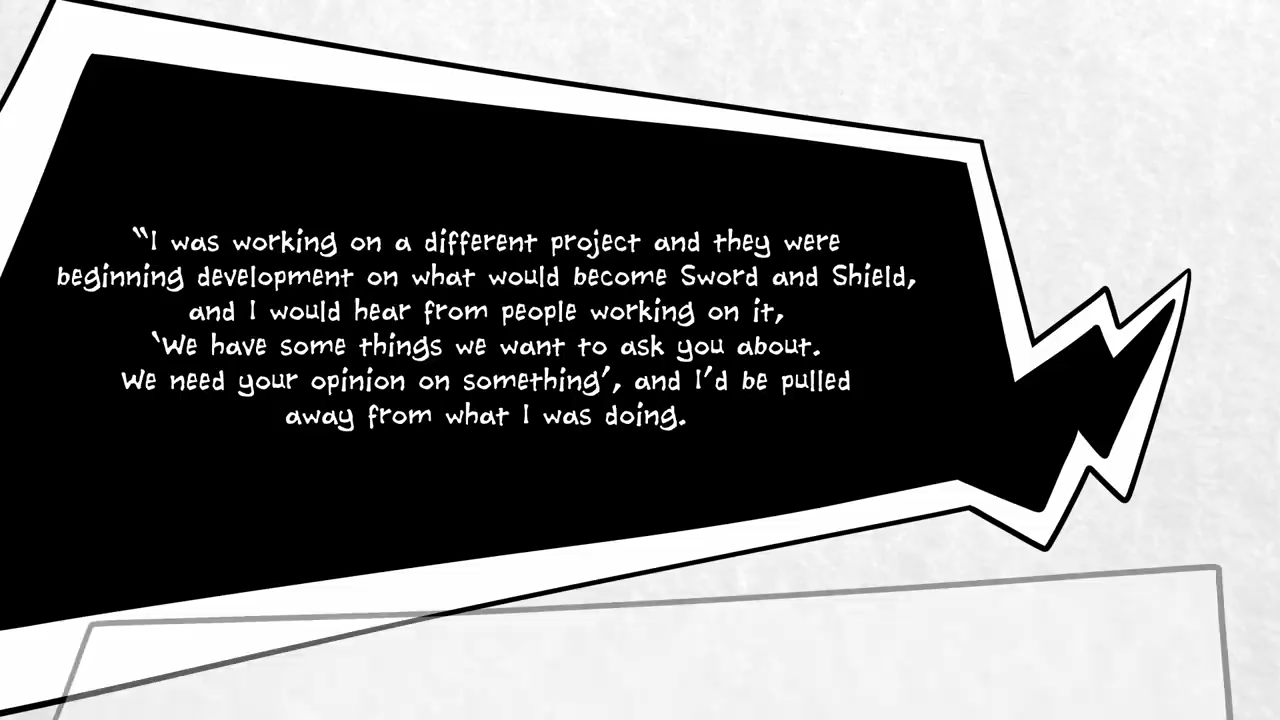 “I was working on a different project and they were
beginning development on what would become Sword and Shield,
and I would hear from people working on it,
‘We have some things we want to ask you about.
We need your opinion on something’, and I’d be pulled
away from what I was doing.